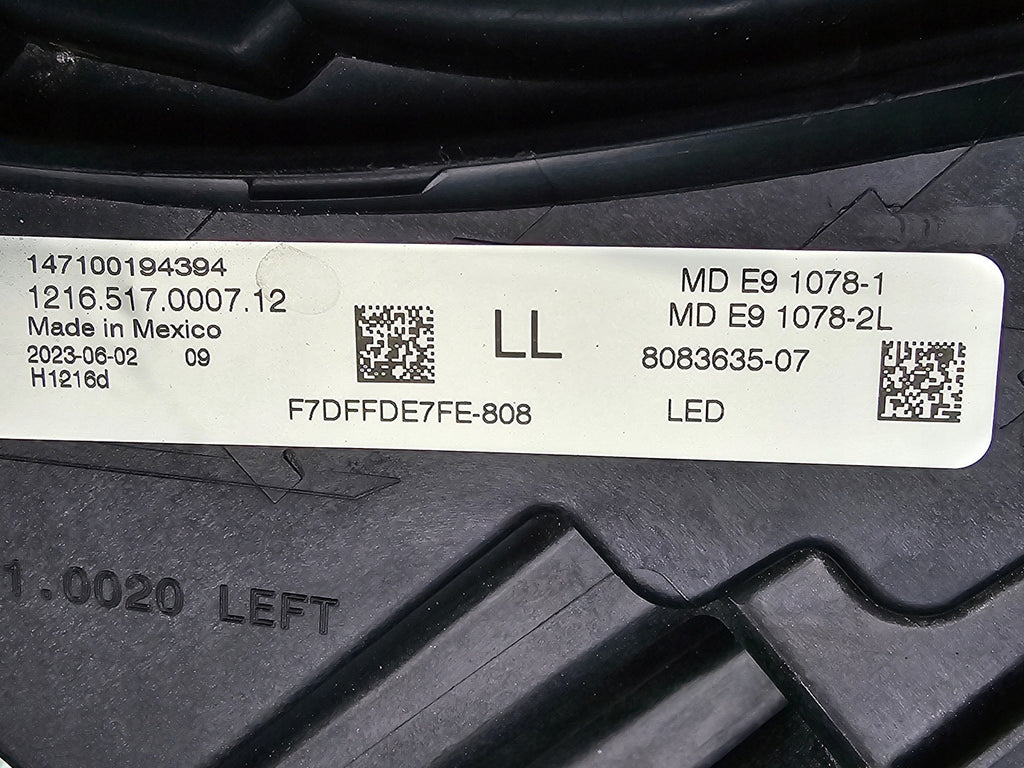 147100194394
1216.517.0007.12
Made in Mexico
2023-06-02 09
H1216d
LL
F7DFFDE7FE-808
MD E9 1078-1
MD E9 1078-2L
8083635-07
LED
1.0020 LEFT